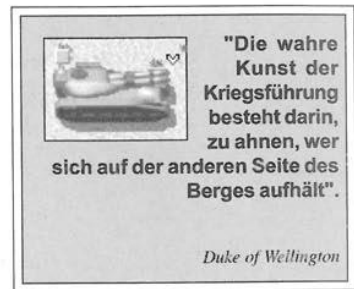 "Die wahre
Kunst der
Kriegsführung
besteht darin,
zu ahnen, wer
sich auf der anderen Seite des
Berges aufhält".
Duke of Wellington